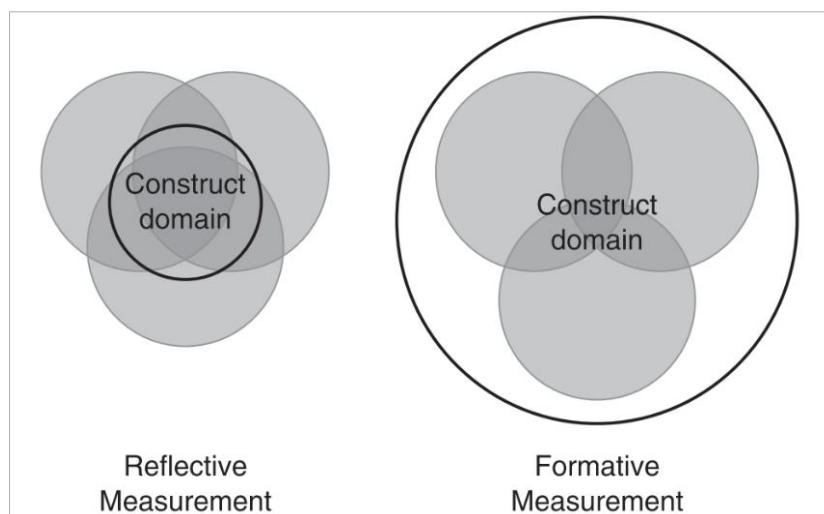 Construct
domain
Construct
domain
Reflective
Measurement
Formative
Measurement